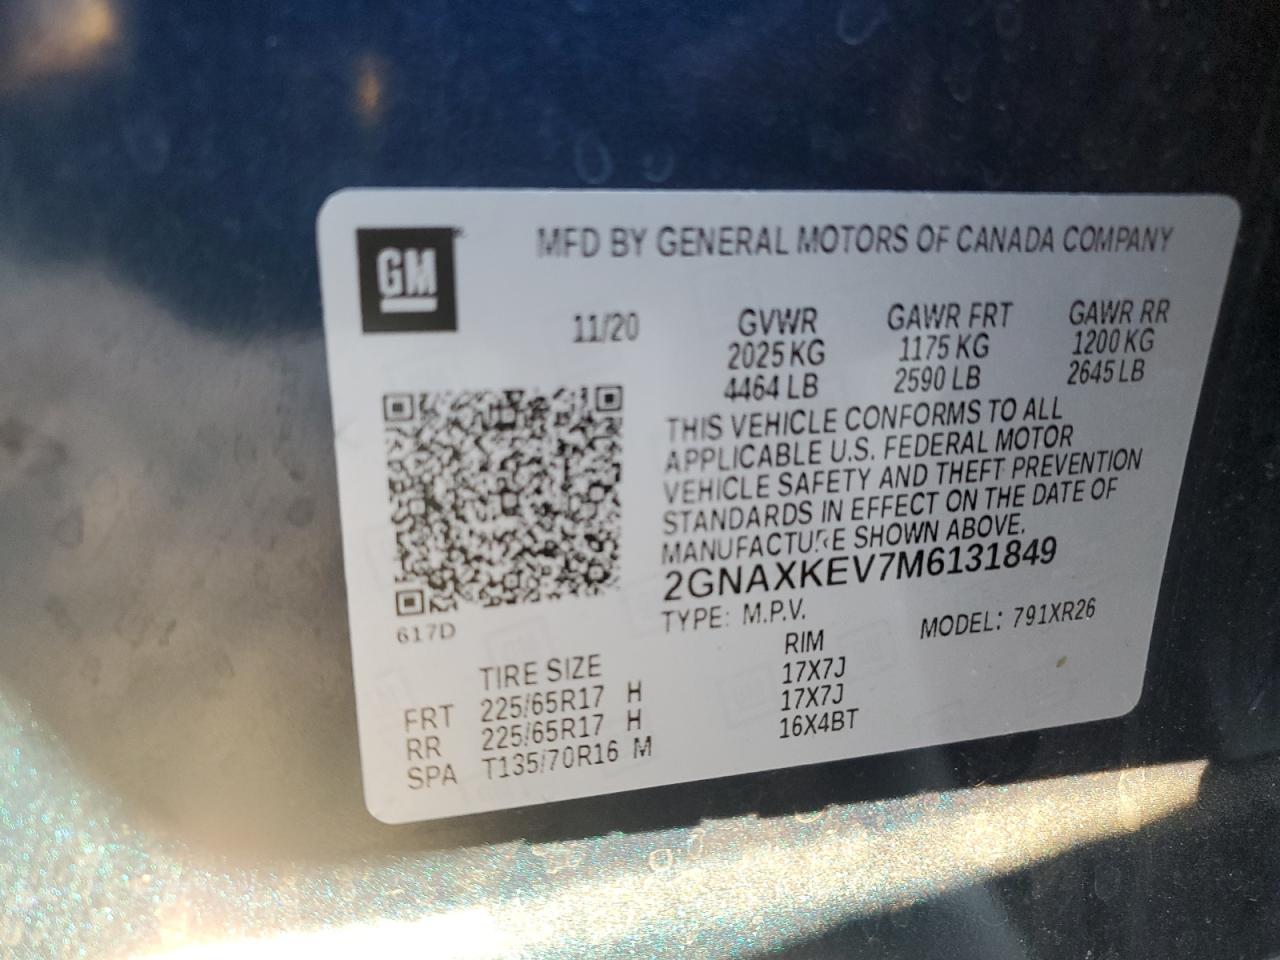 GM
MFD BY GENERAL MOTORS OF CANADA COMPANY
11/20 GVWR GAWR FRT GAWR RR
2025 KG 1175 KG 1200 KG
4464 LB 2590 LB 2645 LB
THIS VEHICLE CONFORMS TO ALL
APPLICABLE U.S. FEDERAL MOTOR
VEHICLE SAFETY AND THEFT PREVENTION
STANDARDS IN EFFECT ON THE DATE OF
MANUFACTURE SHOWN ABOVE.
2GNAXKEV7M6131849
TYPE: M.P.V. MODEL: 791XR26
617D
TIRE SIZE RIM
FRT 225/65R17 H 17X7J
RR 225/65R17 H 17X7J
SPA T135/70R16 M 16X4BT